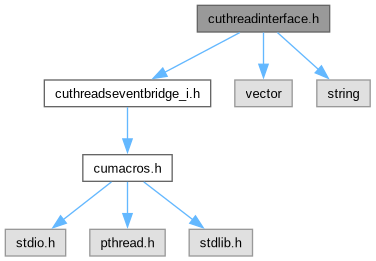 cuthreadinterface.h
cuthreadseventbridge_i.h
vector
string
cumacros.h
stdio.h
pthread.h
stdlib.h